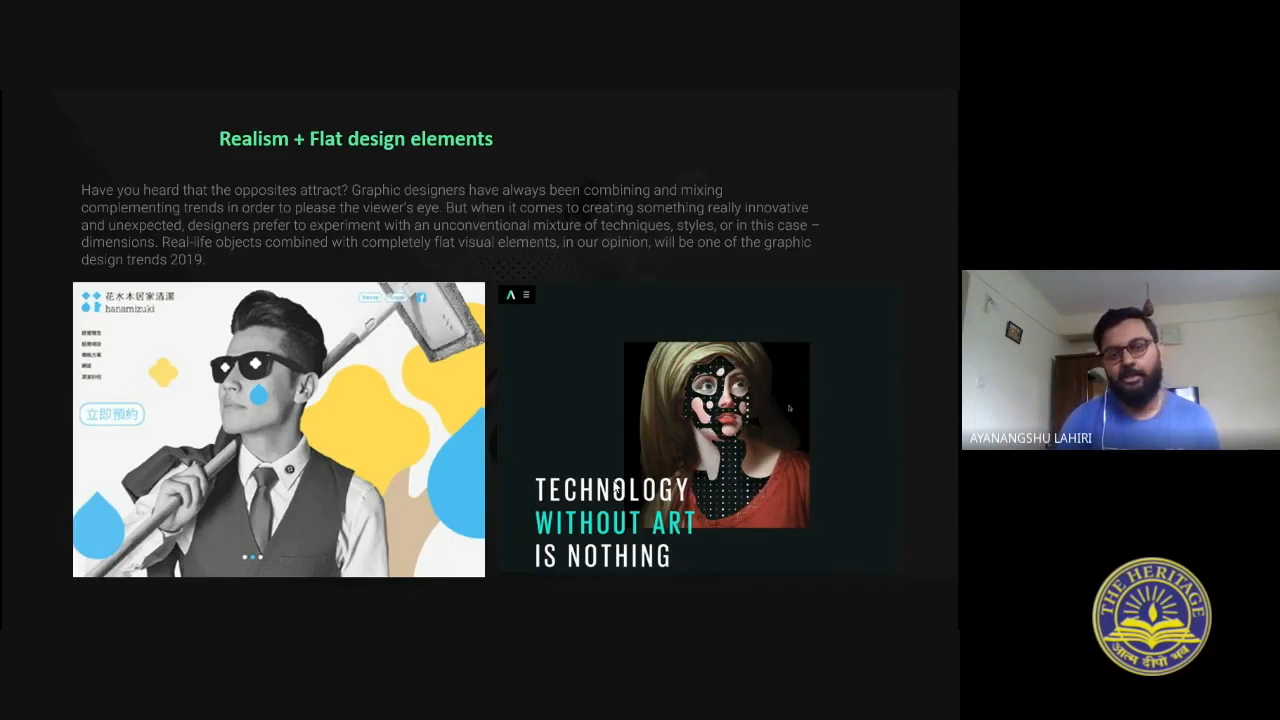 Realism + Flat design elements
Have you heard that the opposites attract? Graphic designers have always been combining and mixing
complementing trends in order to please the viewer's eye. But when it comes to creating something really innovative
and unexpected, designers prefer to experiment with an unconventional mixture of techniques, styles, or in this case –
dimensions. Real-life objects combined with completely flat visual elements, in our opinion, will be one of the graphic
design trends 2019.
花水木居家清潔
hanamizuki
立即預約
TECHNOLOGY
WITHOUT ART
IS NOTHING
AYANANGSHU LAHIRI
THE HERITAGE
आत्म दीपो भव